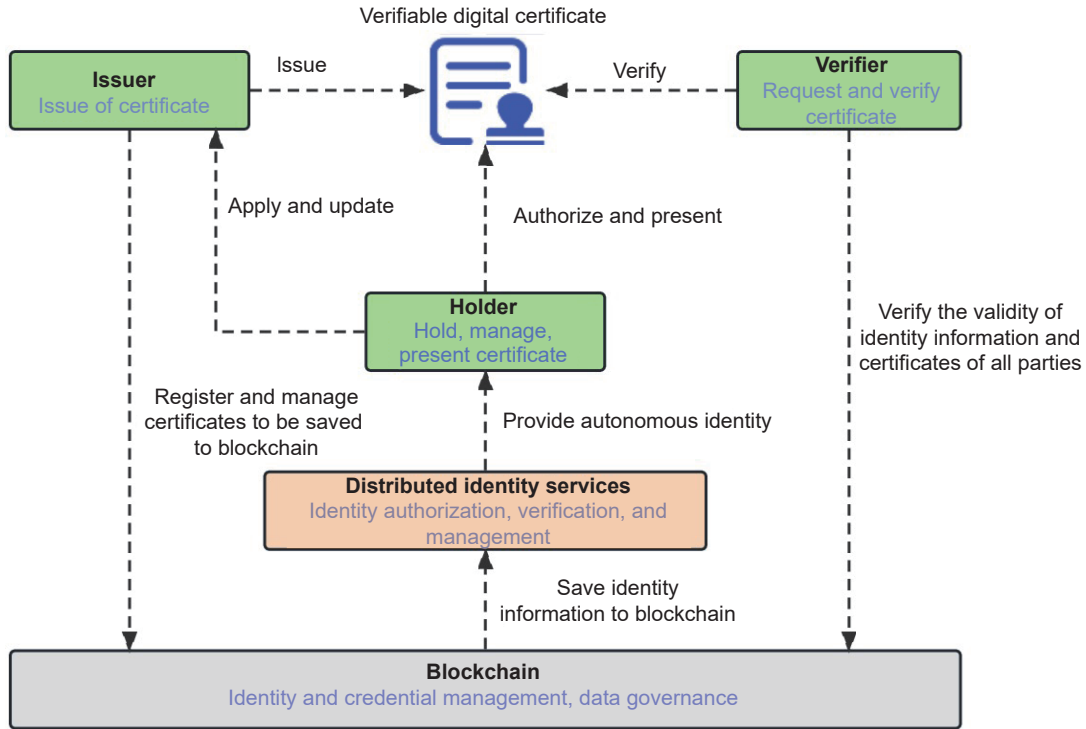 Verifiable digital certificate
Issuer
Issue of certificate
Issue
Verify
Verifier
Request and verify
certificate
Apply and update
Authorize and present
Holder
Hold, manage,
present certificate
Verify the validity of
identity information and
certificates of all parties
Register and manage
certificates to be saved
to blockchain
Provide autonomous identity
Distributed identity services
Identity authorization, verification, and
management
Save identity
information to blockchain
Blockchain
Identity and credential management, data governance